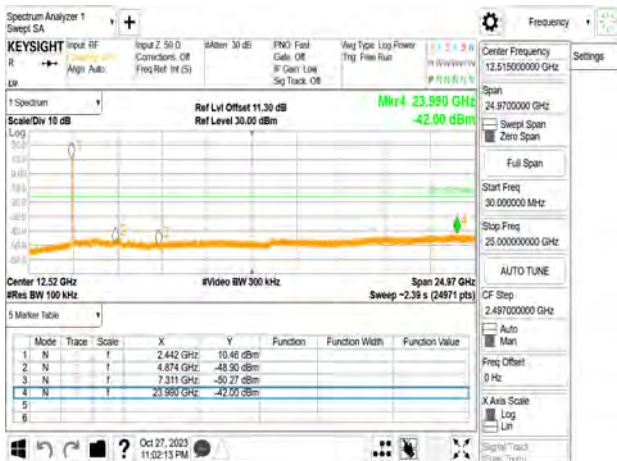 Spectrum Analyzer 1
Swept SA
+
Frequency
Settings
KEYSIGHT
R
Input: RF
Align: Auto
Input Z: 50 Ω
Corrections: Off
Freq Ref: Int (S)
#Atten: 30 dB
PNO: Fast
Gate: Off
IF Gain: Low
Sig Track: Off
Avg Type: Log Power
Trig: Free Run
1 Spectrum
Scale/Div 10 dB
Log
Ref Lvl Offset 11.30 dB
Ref Level 30.00 dBm
Mkr4 23.990 GHz
-42.00 dBm
1
4
Center 12.52 GHz
#Res BW 100 kHz
#Video BW 300 kHz
Span 24.97 GHz
Sweep ~2.39 s (24971 pts)
5 Marker Table
Mode Trace Scale X Y Function Function Width Function Value
1 N f 2.442 GHz 10.46 dBm
2 N f 4.874 GHz -48.90 dBm
3 N f 7.311 GHz -50.27 dBm
4 N f 23.990 GHz -42.00 dBm
5
6
?
Oct 27, 2023
11:02:13 PM
Center Frequency
12.515000000 GHz
Span
24.9700000 GHz
Swept Span
Zero Span
Full Span
Start Freq
30.000000 MHz
Stop Freq
25.000000000 GHz
AUTO TUNE
CF Step
2.497000000 GHz
Auto
Man
Freq Offset
0 Hz
X Axis Scale
Log
Lin
Signal Track